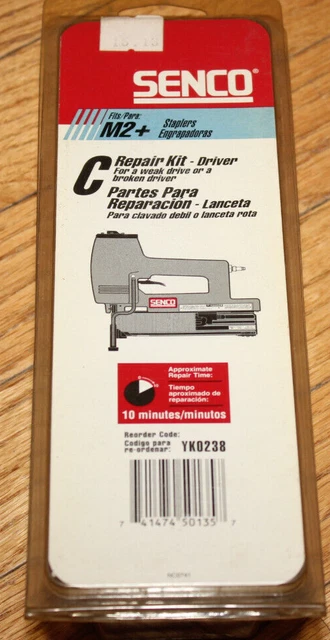 SENCO®
Fits/Para:
M2+ Staplers
Engrapadoras
C Repair Kit - Driver
For a weak drive or a
broken driver
Partes Para
Reparacion - Lanceta
Para clavado debil o lanceta rota
SENCO
Approximate
Repair Time:
Tiempo
aproximado de
reparación:
10 minutes/minutos
Reorder Code:
Codigo para
re-ordenar: YK0238
7 41474 50135 7